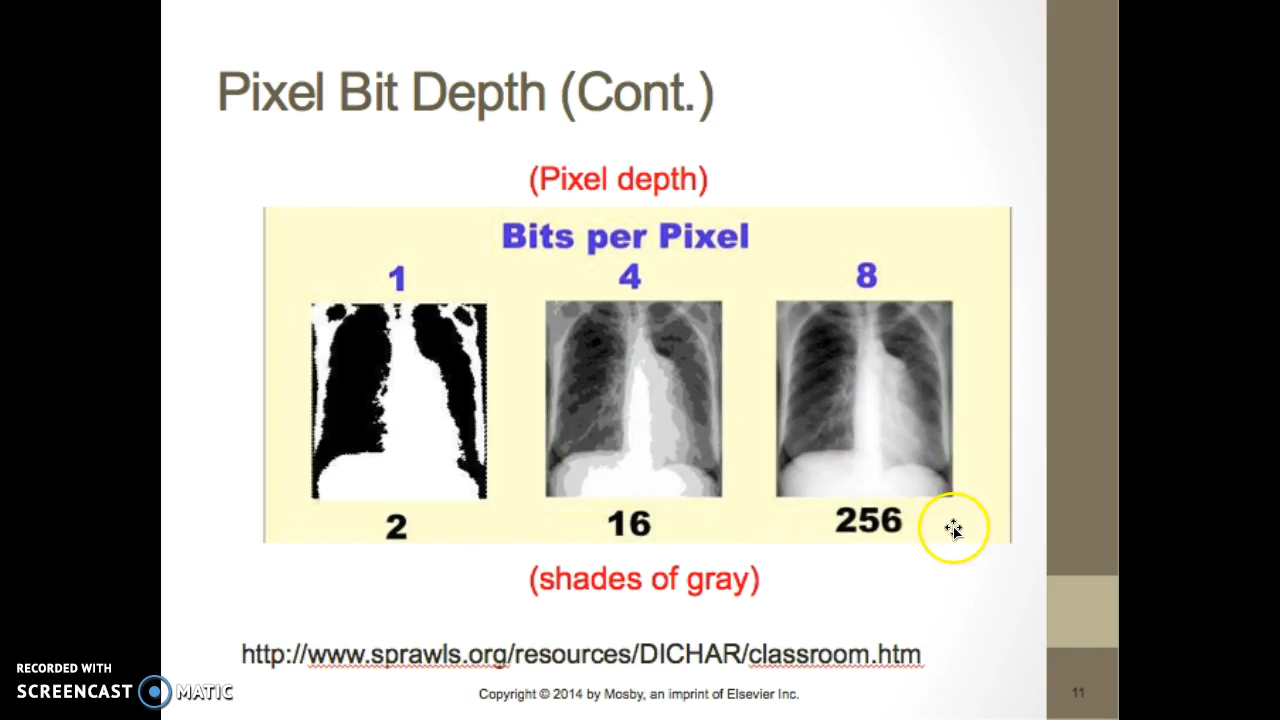 Pixel Bit Depth (Cont.)
(Pixel depth)
Bits per Pixel
1 4 8
2 16 256
(shades of gray)
http://www.sprawls.org/resources/DICHAR/classroom.htm
RECORDED WITH
SCREENCAST MATIC
Copyright © 2014 by Mosby, an imprint of Elsevier Inc.
11